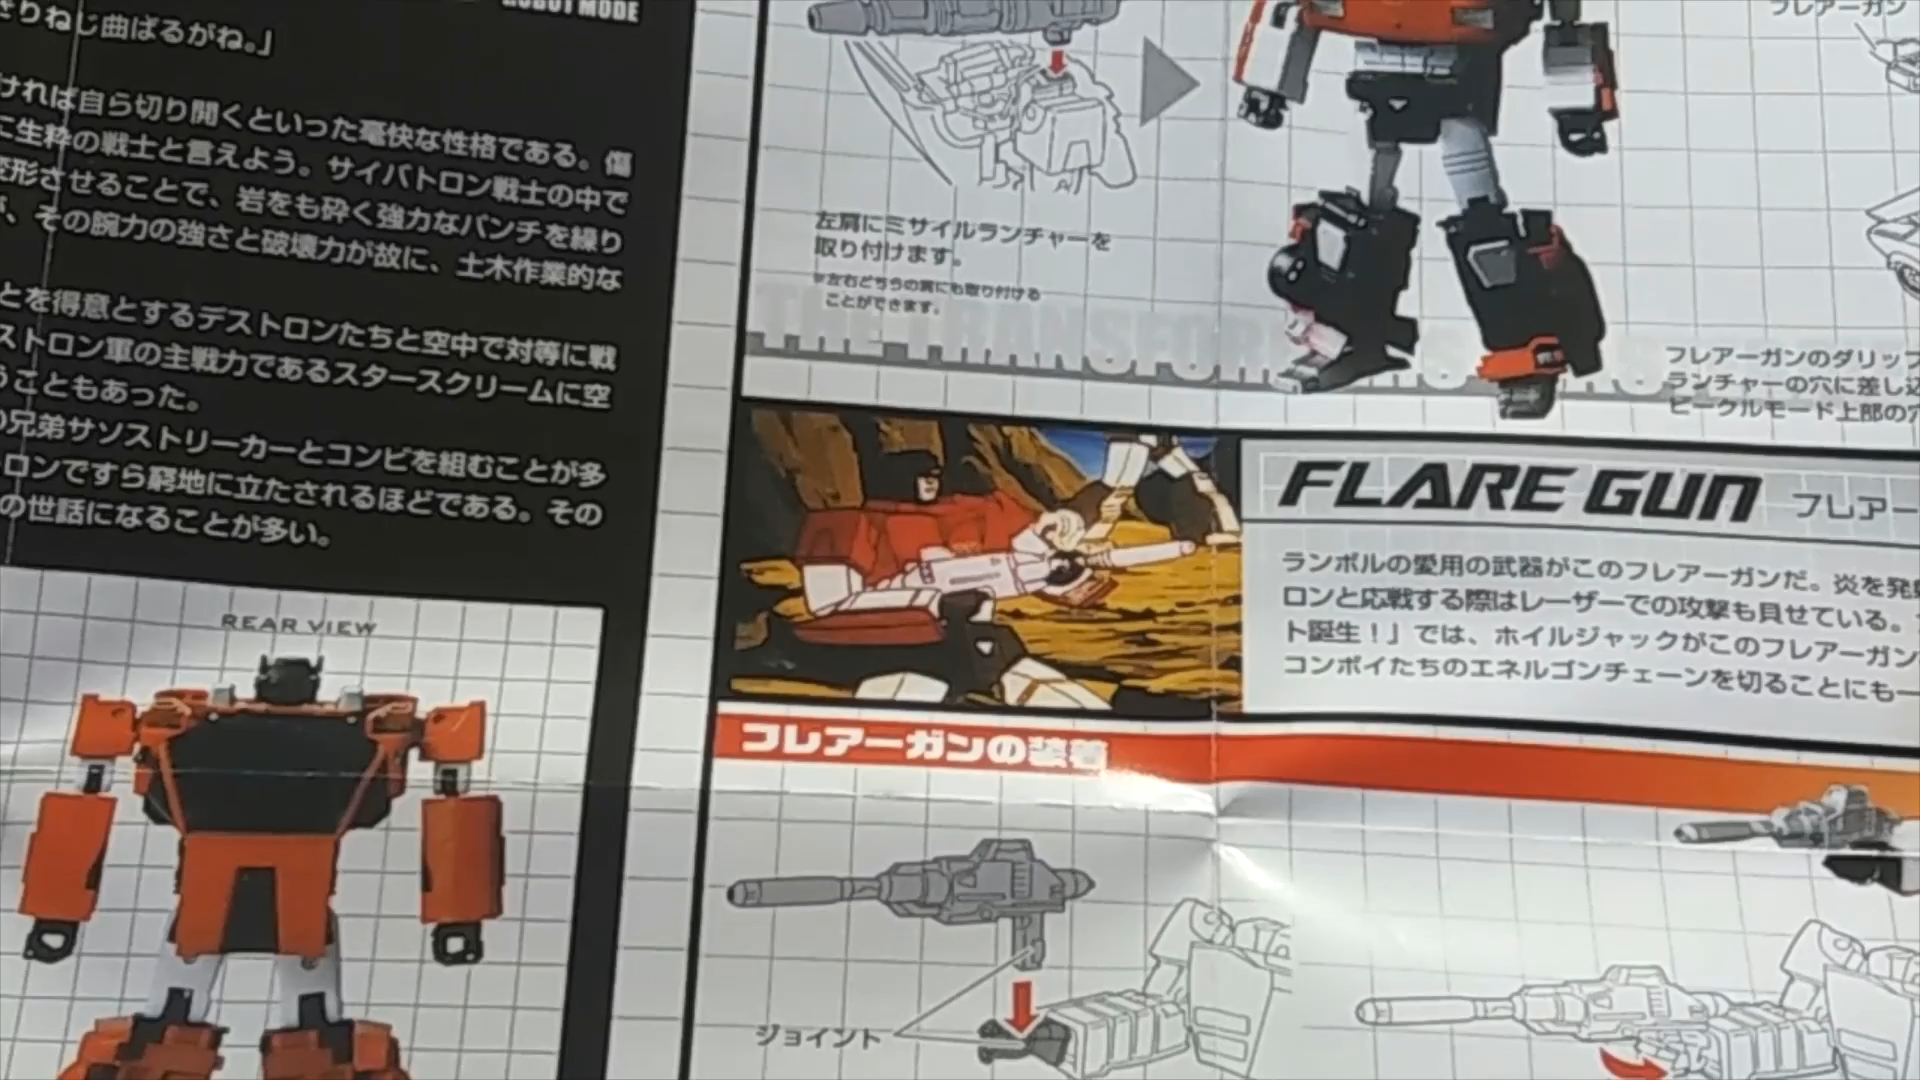 ROBOT MODE
ねじ曲ばるがね。」
ければ自ら切り開くといった毫快な性格である。傷
に生粋の戦士と言えよう。サイバトロン戦士の中で
変形させることで、岩をも砕く強力なパンチを繰り
、その腕力の強さと破壊力が故に、土木作業的な
とを得意とするデストロンたちと空中で対等に戦
ストロン軍の主戦力であるスタースクリームに空
うこともあった。
兄弟サンストリーカーとコンビを組むことが多
ロンですら窮地に立たされるほどである。その
の世話になることが多い。
REAR VIEW
左肩にミサイルランチャーを
取り付けます。
※左右どちらの肩にも取り付ける
ことができます。
THE TRANSFOR
フレアーガン
フレアーガンのグリップ
ランチャーの穴に差し込
ビークルモード上部の穴
FLARE GUN フレアー
ランボルの愛用の武器がこのフレアーガンだ。炎を発射
ロンと応戦する際はレーザーでの攻撃も見せている。
ト誕生！」では、ホイルジャックがこのフレアーガン
コンボイたちのエネルゴンチェーンを切ることにも一
フレアーガンの装着
ジョイント